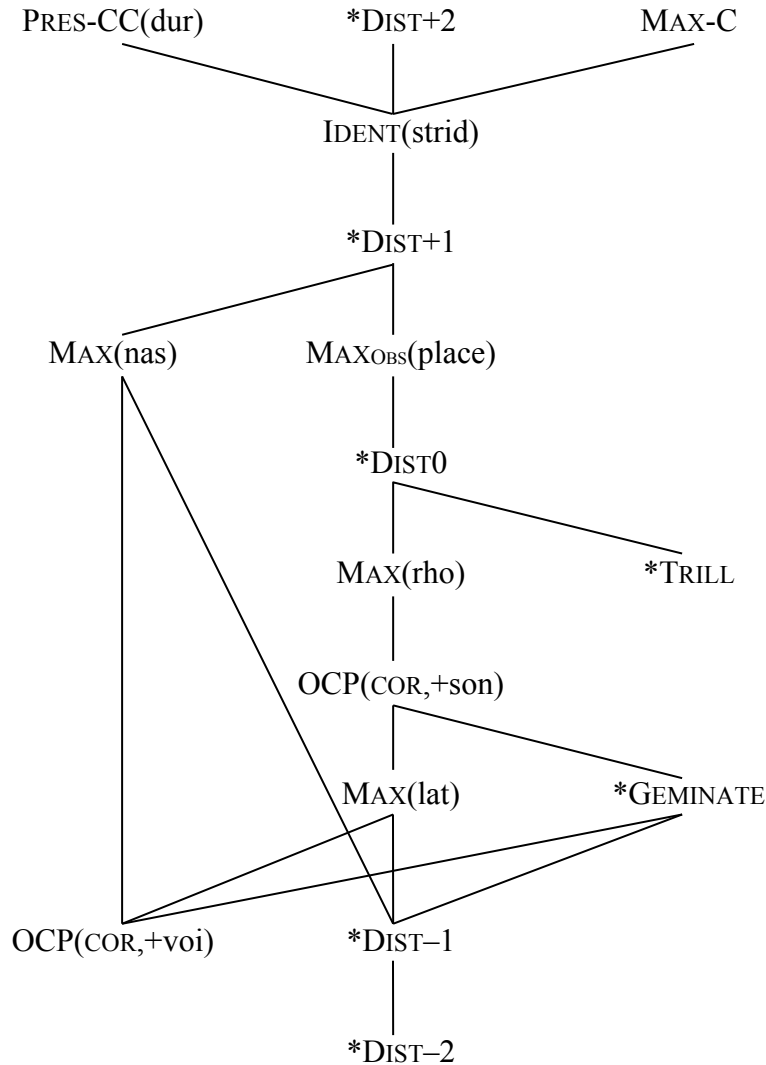 PRES-CC(dur) *DIST+2 MAX-C
IDENT(strid)
*DIST+1
MAX(nas) MAXOBS(place)
*DIST0
MAX(rho) *TRILL
OCP(COR,+son)
MAX(lat) *GEMINATE
OCP(COR,+voi) *DIST–1
*DIST–2